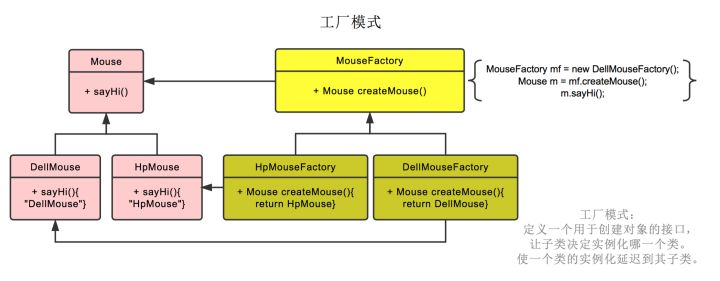 工厂模式
Mouse
+ sayHi()
MouseFactory
+ Mouse createMouse()
MouseFactory mf = new DellMouseFactory();
Mouse m = mf.createMouse();
m.sayHi();
DellMouse
+ sayHi(){
"DellMouse"}
HpMouse
+ sayHi(){
"HpMouse"}
HpMouseFactory
+ Mouse createMouse(){
return HpMouse}
DellMouseFactory
+ Mouse createMouse(){
return DellMouse}
工厂模式：
定义一个用于创建对象的接口，
让子类决定实例化哪一个类。
使一个类的实例化延迟到其子类。